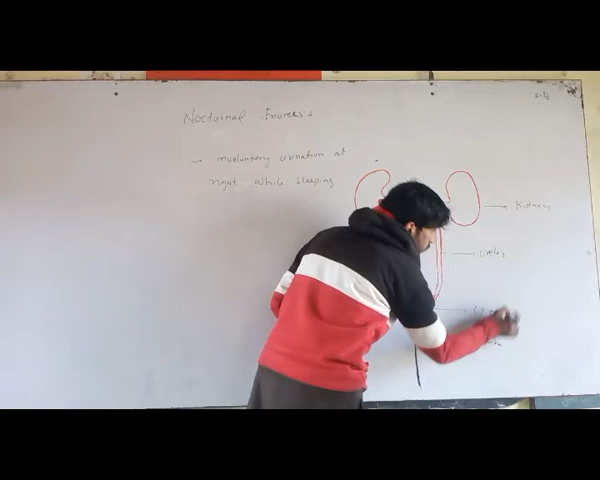 Nocturnal Enuresis
→ involuntary urination at
night while sleeping
→ Kidney
→ Ureter